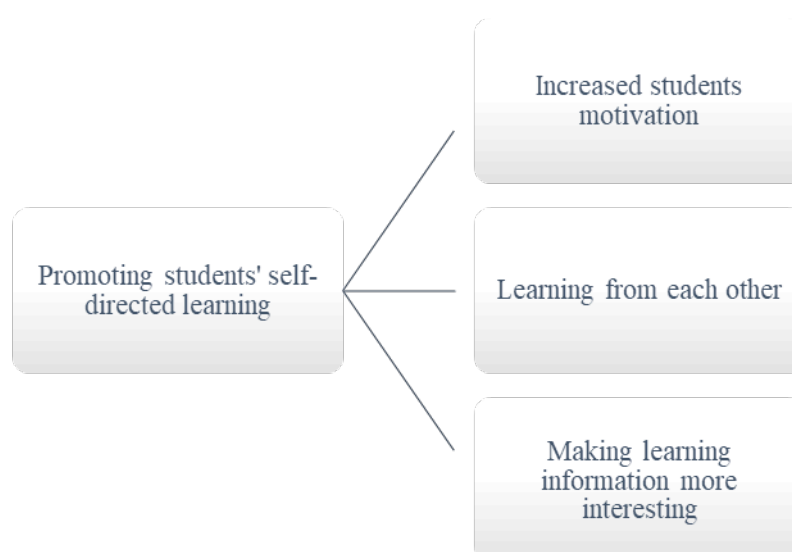 Increased students
motivation
Promoting students' self-
directed learning
Learning from each other
Making learning
information more
interesting